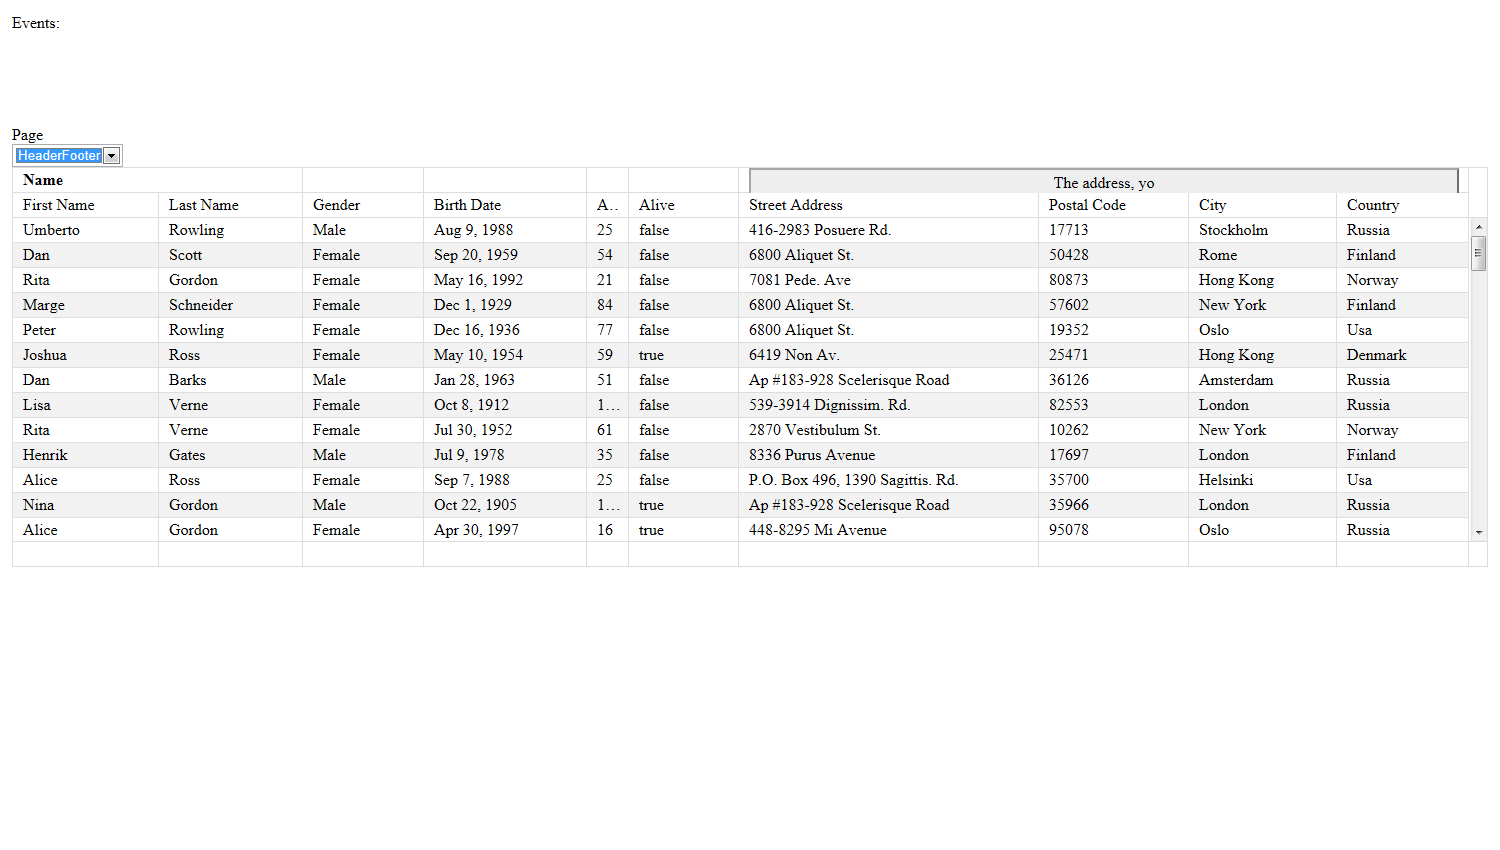 Events:
Page
HeaderFooter
Name The address, yo
First Name Last Name Gender Birth Date A.. Alive Street Address Postal Code City Country
Umberto Rowling Male Aug 9, 1988 25 false 416-2983 Posuere Rd. 17713 Stockholm Russia
Dan Scott Female Sep 20, 1959 54 false 6800 Aliquet St. 50428 Rome Finland
Rita Gordon Female May 16, 1992 21 false 7081 Pede. Ave 80873 Hong Kong Norway
Marge Schneider Female Dec 1, 1929 84 false 6800 Aliquet St. 57602 New York Finland
Peter Rowling Female Dec 16, 1936 77 false 6800 Aliquet St. 19352 Oslo Usa
Joshua Ross Female May 10, 1954 59 true 6419 Non Av. 25471 Hong Kong Denmark
Dan Barks Male Jan 28, 1963 51 false Ap #183-928 Scelerisque Road 36126 Amsterdam Russia
Lisa Verne Female Oct 8, 1912 1... false 539-3914 Dignissim. Rd. 82553 London Russia
Rita Verne Female Jul 30, 1952 61 false 2870 Vestibulum St. 10262 New York Norway
Henrik Gates Male Jul 9, 1978 35 false 8336 Purus Avenue 17697 London Finland
Alice Ross Female Sep 7, 1988 25 false P.O. Box 496, 1390 Sagittis. Rd. 35700 Helsinki Usa
Nina Gordon Male Oct 22, 1905 1... true Ap #183-928 Scelerisque Road 35966 London Russia
Alice Gordon Female Apr 30, 1997 16 true 448-8295 Mi Avenue 95078 Oslo Russia